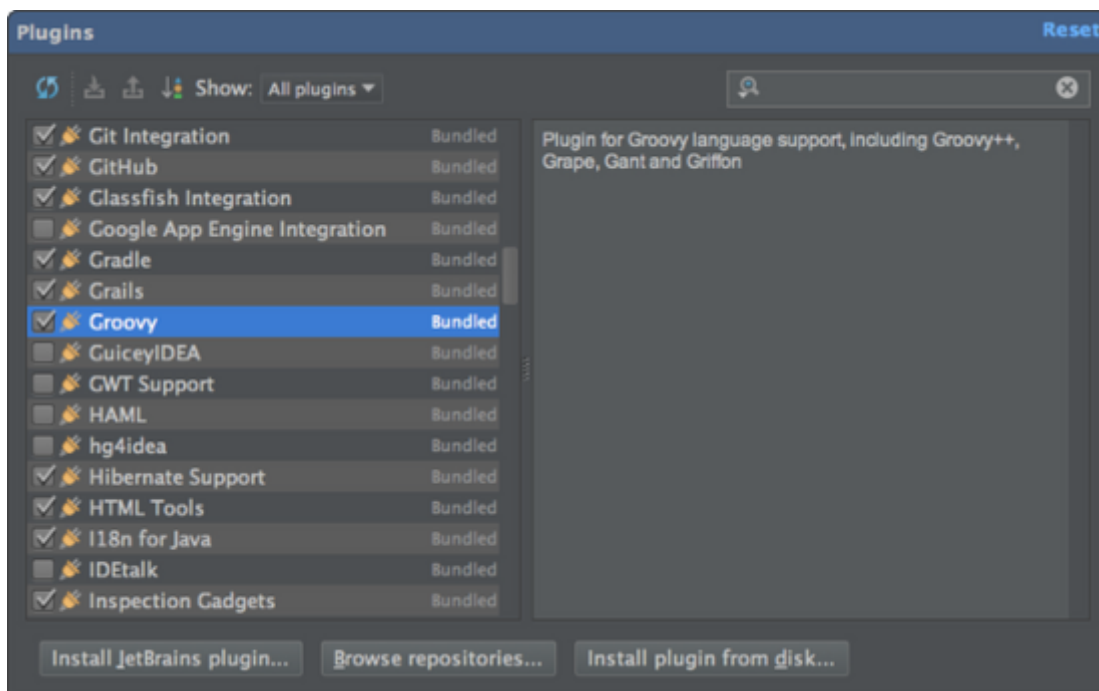 Plugins Reset
Show: All plugins
Git Integration Bundled
GitHub Bundled
Glassfish Integration Bundled
Google App Engine Integration Bundled
Gradle Bundled
Grails Bundled
Groovy Bundled
GuiceyIDEA Bundled
GWT Support Bundled
HAML Bundled
hg4idea Bundled
Hibernate Support Bundled
HTML Tools Bundled
I18n for Java Bundled
IDEtalk Bundled
Inspection Gadgets Bundled
Plugin for Groovy language support, including Groovy++,
Grape, Gant and Griffon
Install JetBrains plugin... Browse repositories... Install plugin from disk...